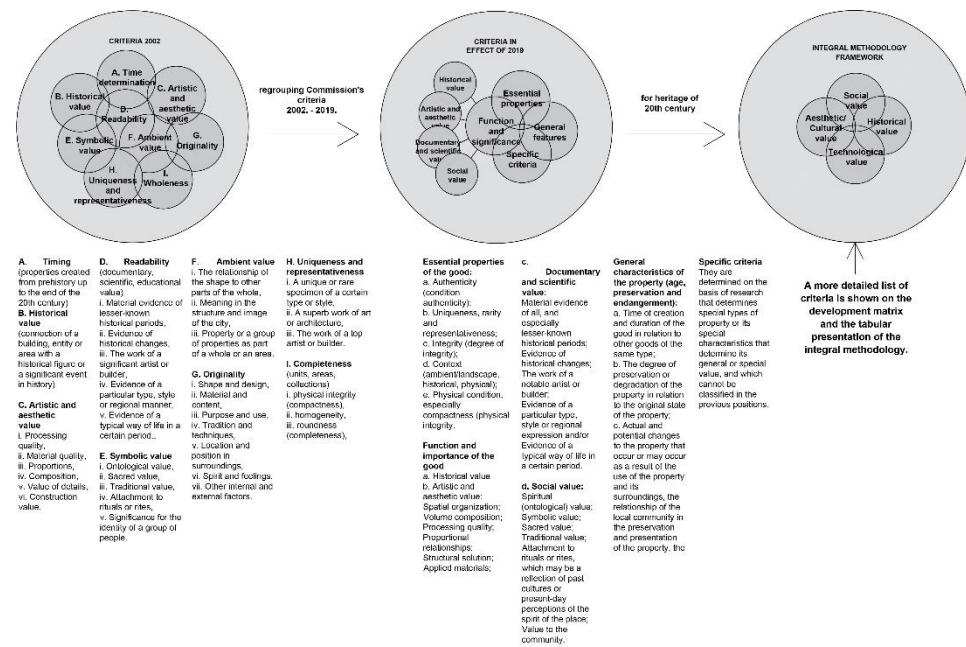 CRITERIA 2002
A. Time
determination
B. Historical
value
C. Artistic
and
aesthetic
value
D.
Readability
E. Symbolic
value
F. Ambient
value
G.
Originality
H.
Uniqueness
and
representativeness
I.
Wholeness
regrouping Commission's
criteria
2002. - 2019.
CRITERIA IN
EFFECT OF 2019
Historical
value
Artistic and
aesthetic
value
Documentary
and scientific
Social
value
Function
and
significance
Essential
properties
General
features
Specific
criteria
for heritage of
20th century
INTEGRAL METHODOLOGY
FRAMEWORK
Social
value
Aesthetic/
Cultural
value
Historical
value
Technological
value
A. Timing
(properties created
from prehistory up
to the end of the
20th century)
B. Historical
value
(connection of a
building, entity or
area with a
historical figure or
a significant event
in history)
C. Artistic and
aesthetic
value
i. Processing
quality,
ii. Material quality,
iii. Proportions,
iv. Composition,
v. Value of details,
vi. Construction
value.
D. Readability
(documentary,
scientific, educational
value)
i. Material evidence of
lesser-known
historical periods,
ii. Evidence of
historical changes,
iii. The work of a
significant artist or
builder,
iv. Evidence of a
particular type, style
or regional manner,
v. Evidence of a
typical way of life in a
certain period..
E. Symbolic value
i. Ontological value,
ii. Sacred value,
iii. Traditional value,
iv. Attachment to
rituals or rites,
v. Significance for the
identity of a group of
people.
F. Ambient value
i. The relationship of
the shape to other
parts of the whole,
ii. Meaning in the
structure and image
of the city,
iii. Property or a group
of properties as part
of a whole or an area.
G. Originality
i. Shape and design,
ii. Material and
content,
iii. Purpose and use,
iv. Tradition and
techniques,
v. Location and
position in
surroundings,
vi. Spirit and feelings.
vii. Other internal and
external factors.
H. Uniqueness and
representativeness
i. A unique or rare
specimen of a certain
type or style,
ii. A superb work of art
or architecture,
iii. The work of a top
artist or builder.
I. Completeness
(units, areas,
collections)
i. physical integrity
(compactness),
ii. homogeneity,
iii. roundness
(completeness),
Essential properties
of the good:
a. Authenticity
(condition
authenticity);
b. Uniqueness, rarity
and
representativeness;
c. Integrity (degree of
integrity);
d. Context
(ambient/landscape,
historical, physical);
e. Physical condition,
especially
compactness (physical
integrity.
Function and
importance of the
good
a. Historical value
b. Artistic and
aesthetic value:
Spatial organization;
Volume composition;
Processing quality;
Proportional
relationships;
Structural solution;
Applied materials;
c.
Documentary
and scientific
value:
Material evidence
of all, and
especially
lesser-known
historical periods;
Evidence of
historical changes;
The work of a
notable artist or
builder;
Evidence of a
particular type,
style or regional
expression and/or
Evidence of a
typical way of life in
a certain period.
d. Social value:
Spiritual
(ontological) value;
Symbolic value;
Sacred value;
Traditional value;
Attachment to
rituals or rites,
which may be a
reflection of past
cultures or
present-day
perceptions of the
spirit of the place;
Value to the
community.
General
characteristics of
the property (age,
preservation and
endangerment):
a. Time of creation
and duration of the
good in relation to
other goods of the
same type;
b. The degree of
preservation or
degradation of the
property in relation
to the original state
of the property;
c. Actual and
potential changes
to the property that
occur or may occur
as a result of the
use of the property
and its
surroundings, the
relationship of the
local community in
the preservation
and presentation
of the property, the
Specific criteria
They are
determined on the
basis of research
that determines
special types of
property or its
special
characteristics that
determine its
general or special
value, and which
cannot be
classified in the
previous positions.
A more detailed list of
criteria is shown on the
development matrix
and the tabular
presentation of the
integral methodology.